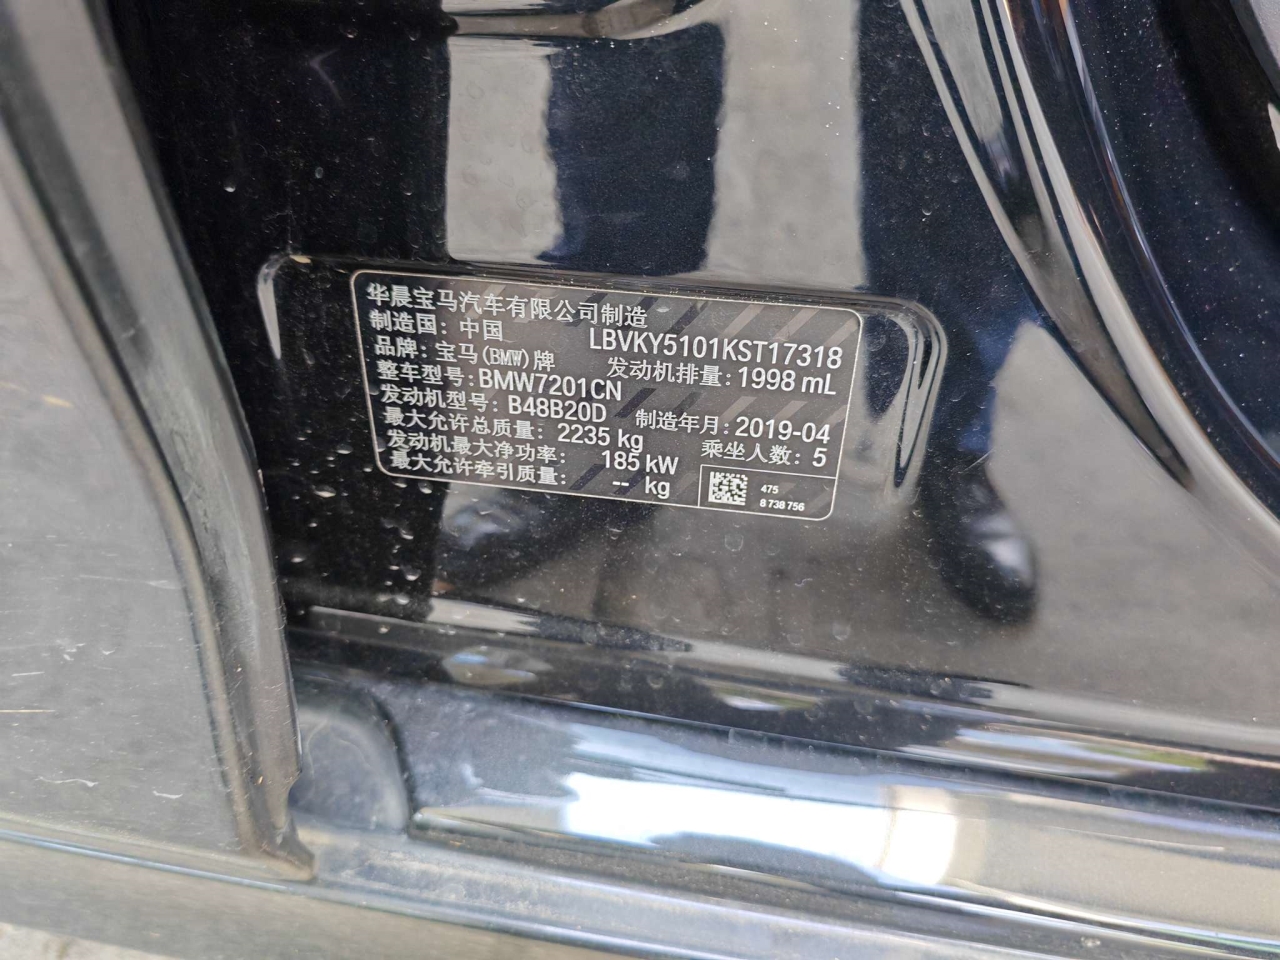 华晨宝马汽车有限公司制造
制造国：中国 LBVKY5101KST17318
品牌：宝马(BMW)牌 发动机排量：1998 mL
整车型号：BMW7201CN
发动机型号：B48B20D 制造年月：2019-04
最大允许总质量： 2235 kg 乘坐人数：5
发动机最大净功率： 185 kW
最大允许牵引质量： -- kg
475
8 738 756